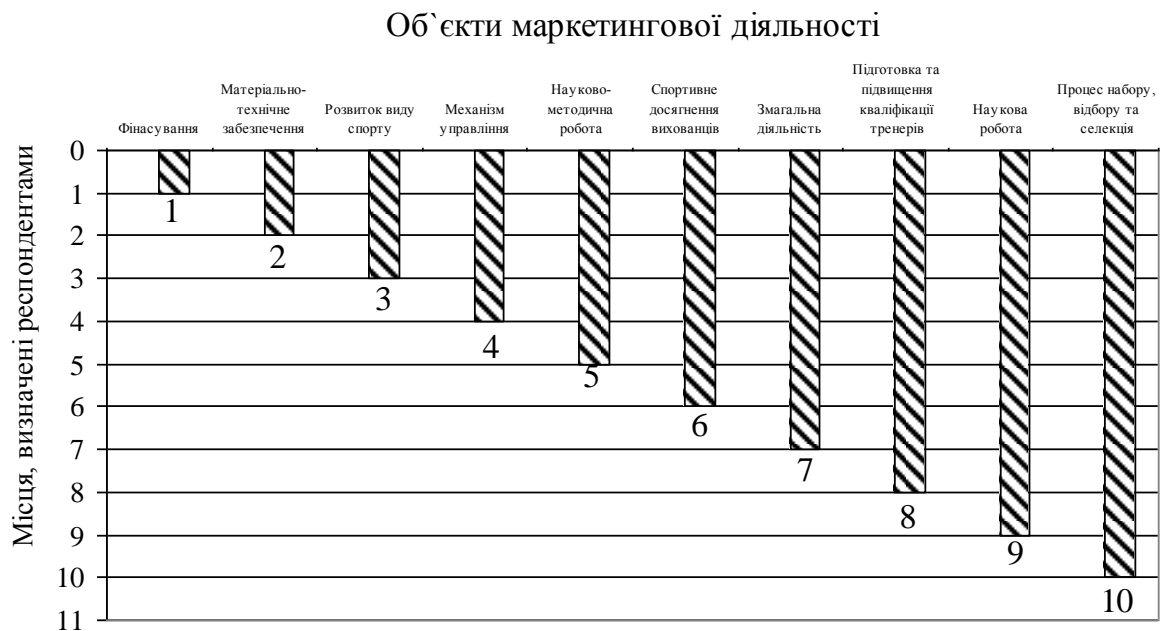 Об`єкти маркетингової діяльності
Фінасування
Матеріально-
технічне
забезпечення
Розвиток виду
спорту
Механізм
управління
Науково-
методична
робота
Спортивне
досягнення
вихованців
Змагальна
діяльність
Підготовка та
підвищення
кваліфікації
тренерів
Наукова
робота
Процес набору,
відбору та
селекція
Місця, визначені респондентами
0
1
2
3
4
5
6
7
8
9
10
11
1
2
3
4
5
6
7
8
9
10